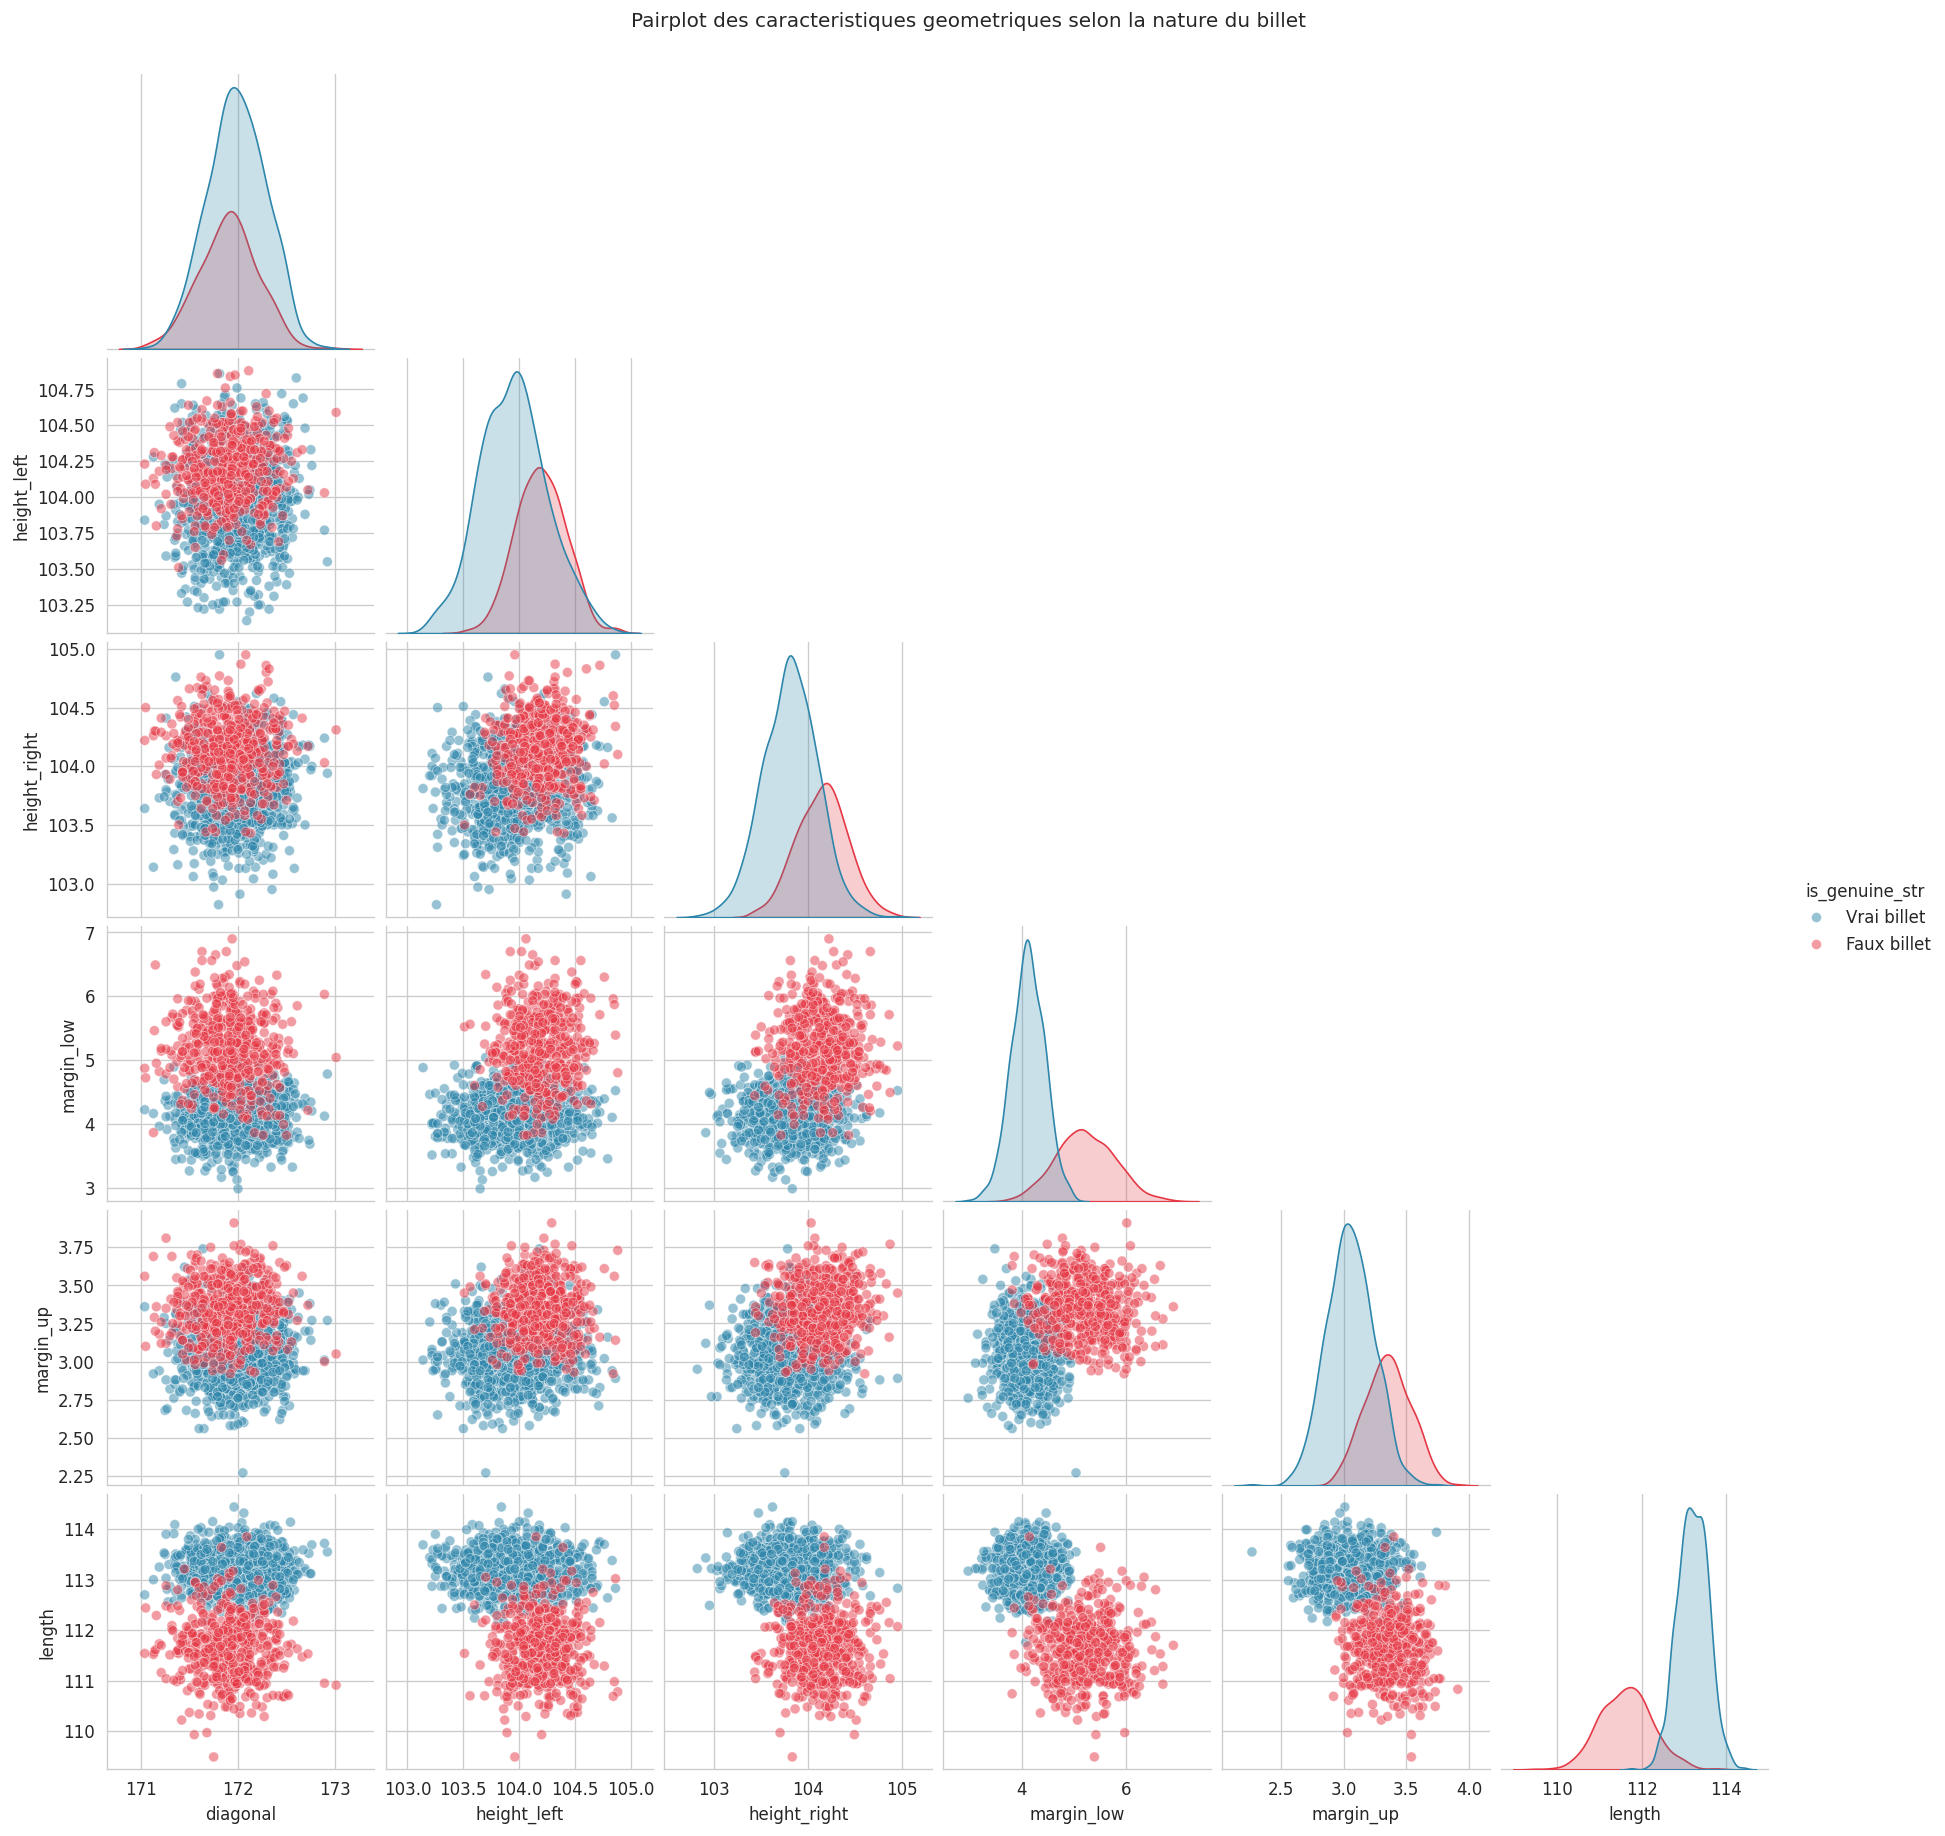 Pairplot des caracteristiques geometriques selon la nature du billet
104.75
104.50
104.25
104.00
103.75
103.50
103.25
height_left
105.0
104.5
104.0
103.5
103.0
height_right
is_genuine_str
Vrai billet
Faux billet
7
6
5
4
3
margin_low
3.75
3.50
3.25
3.00
2.75
2.50
2.25
margin_up
114
113
112
111
110
length
171 172 173
103.0 103.5 104.0 104.5 105.0
103 104 105
4 6
2.5 3.0 3.5 4.0
110 112 114
diagonal height_left height_right margin_low margin_up length